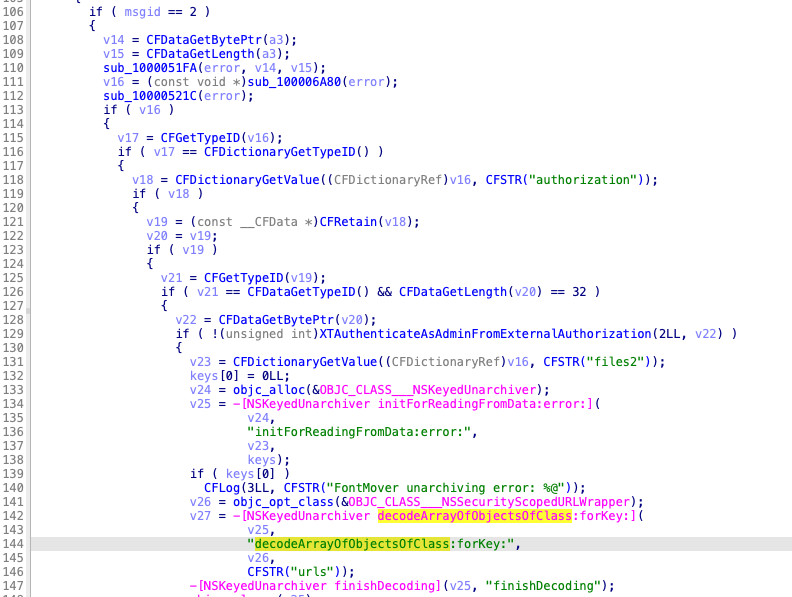 106 if ( msgid == 2 )
107 {
108 v14 = CFDataGetBytePtr(a3);
109 v15 = CFDataGetLength(a3);
110 sub_1000051FA(error, v14, v15);
111 v16 = (const void *)sub_100006A80(error);
112 sub_10000521C(error);
113 if ( v16 )
114 {
115 v17 = CFGetTypeID(v16);
116 if ( v17 == CFDictionaryGetTypeID() )
117 {
118 v18 = CFDictionaryGetValue((CFDictionaryRef)v16, CFSTR("authorization"));
119 if ( v18 )
120 {
121 v19 = (const __CFData *)CFRetain(v18);
122 v20 = v19;
123 if ( v19 )
124 {
125 v21 = CFGetTypeID(v19);
126 if ( v21 == CFDataGetTypeID() && CFDataGetLength(v20) == 32 )
127 {
128 v22 = CFDataGetBytePtr(v20);
129 if ( !(unsigned int)XTAuthenticateAsAdminFromExternalAuthorization(2LL, v22) )
130 {
131 v23 = CFDictionaryGetValue((CFDictionaryRef)v16, CFSTR("files2"));
132 keys[0] = 0LL;
133 v24 = objc_alloc(&OBJC_CLASS___NSKeyedUnarchiver);
134 v25 = -[NSKeyedUnarchiver initForReadingFromData:error:](
135 v24,
136 "initForReadingFromData:error:",
137 v23,
138 keys);
139 if ( keys[0] )
140 CFLog(3LL, CFSTR("FontMover unarchiving error: %@"));
141 v26 = objc_opt_class(&OBJC_CLASS___NSSecurityScopedURLWrapper);
142 v27 = -[NSKeyedUnarchiver decodeArrayOfObjectsOfClass:forKey:](
143 v25,
144 "decodeArrayOfObjectsOfClass:forKey:",
145 v26,
146 CFSTR("urls"));
147 -[NSKeyedUnarchiver finishDecoding](v25, "finishDecoding");